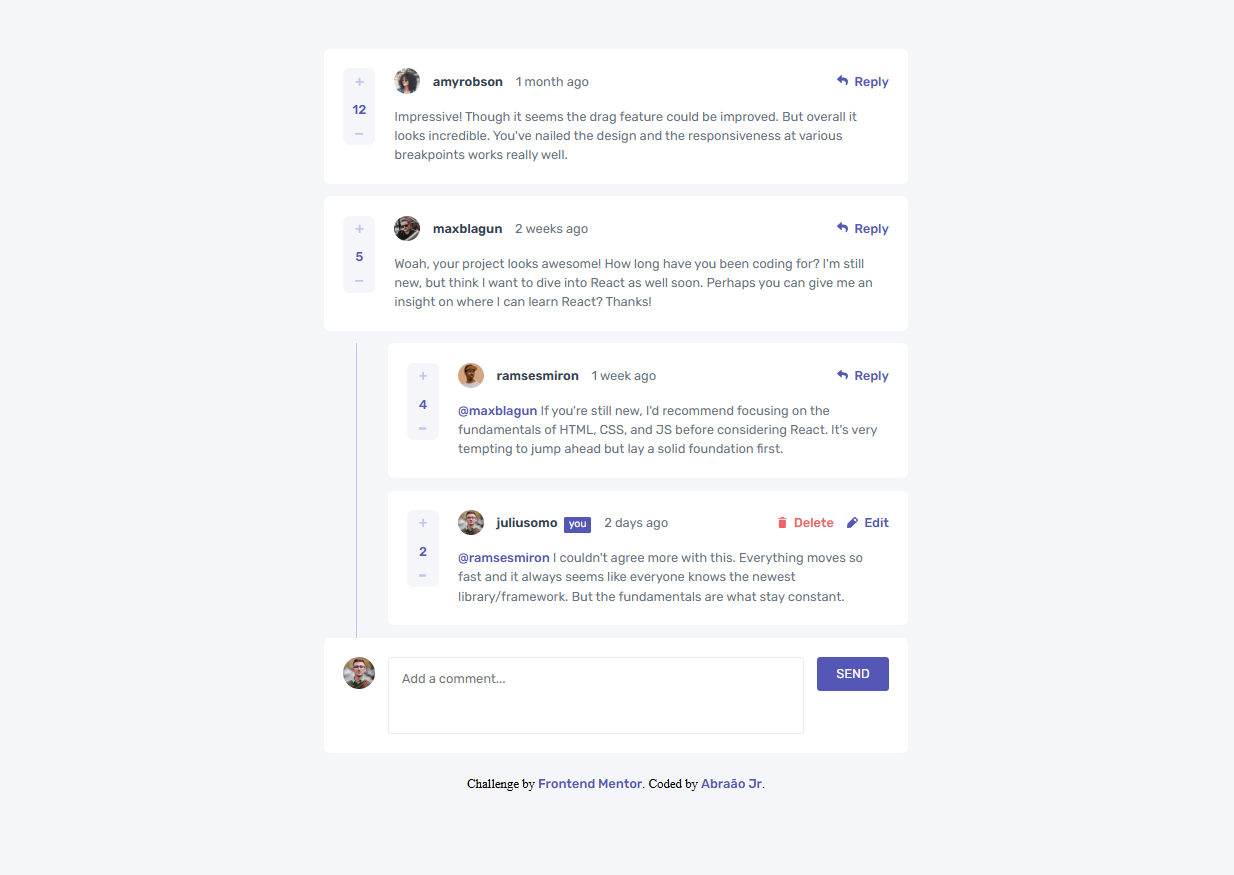 +
amyrobson 1 month ago Reply
12
Impressive! Though it seems the drag feature could be improved. But overall it
looks incredible. You've nailed the design and the responsiveness at various
−
breakpoints works really well.
+
maxblagun 2 weeks ago Reply
5
Woah, your project looks awesome! How long have you been coding for? I'm still
new, but think I want to dive into React as well soon. Perhaps you can give me an
−
insight on where I can learn React? Thanks!
+
ramsesmiron 1 week ago Reply
4
@maxblagun If you're still new, I'd recommend focusing on the
fundamentals of HTML, CSS, and JS before considering React. It's very
−
tempting to jump ahead but lay a solid foundation first.
+
juliusomo you 2 days ago Delete Edit
2
@ramsesmiron I couldn't agree more with this. Everything moves so
fast and it always seems like everyone knows the newest
−
library/framework. But the fundamentals are what stay constant.
Add a comment... SEND
Challenge by Frontend Mentor. Coded by Abraão Jr.